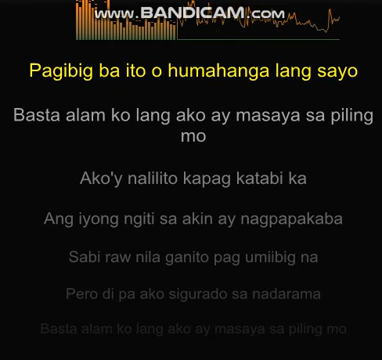 www.BANDICAM.com
Pagibig ba ito o humahanga lang sayo
Basta alam ko lang ako ay masaya sa piling
mo
Ako'y nalilito kapag katabi ka
Ang iyong ngiti sa akin ay nagpapakaba
Sabi raw nila ganito pag umiibig na
Pero di pa ako sigurado sa nadarama
Basta alam ko lang ako ay masaya sa piling mo